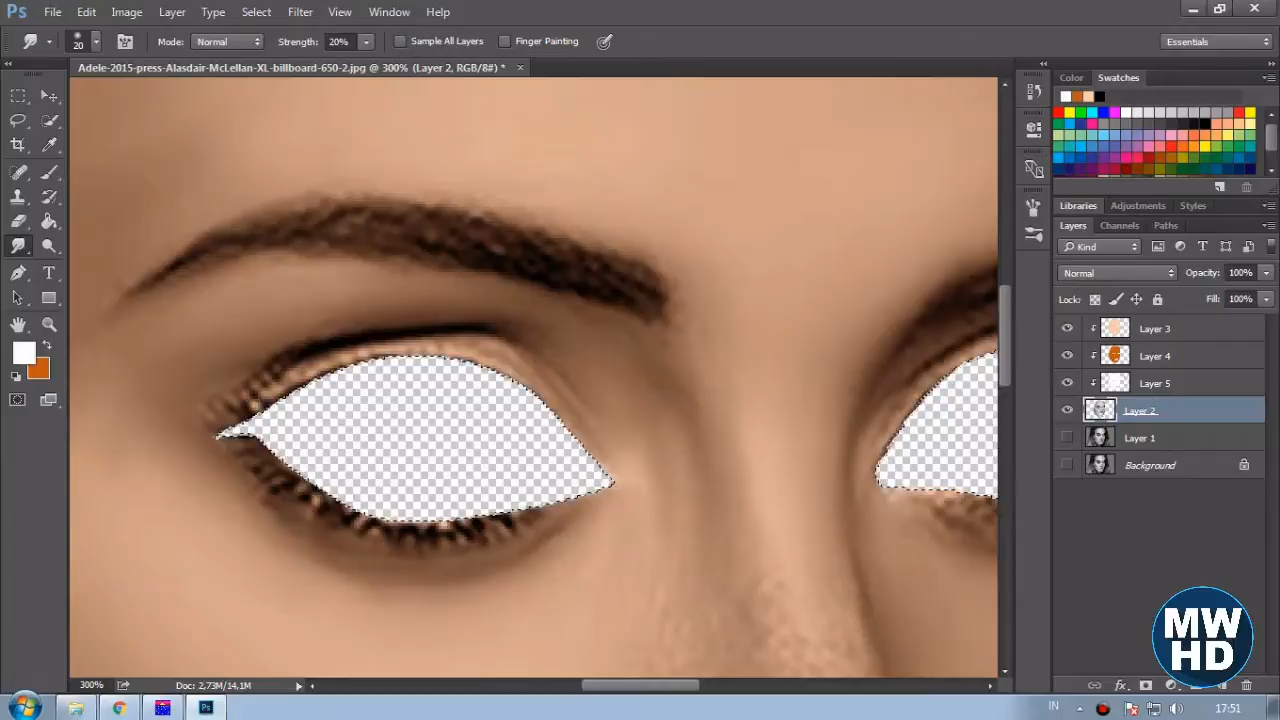 Ps File Edit Image Layer Type Select Filter View Window Help
20 Mode: Normal Strength: 20% Sample All Layers Finger Painting Essentials
Adele-2015-press-Alasdair-McLellan-XL-billboard-650-2.jpg @ 300% (Layer 2, RGB/8#) *
Color Swatches
Libraries Adjustments Styles
Layers Channels Paths
Kind
Normal Opacity: 100%
Lock: Fill: 100%
Layer 3
Layer 4
Layer 5
Layer 2
Layer 1
Background
MW
HD
300% Doc: 2,73M/14,1M
fx
Ps IN 17:51